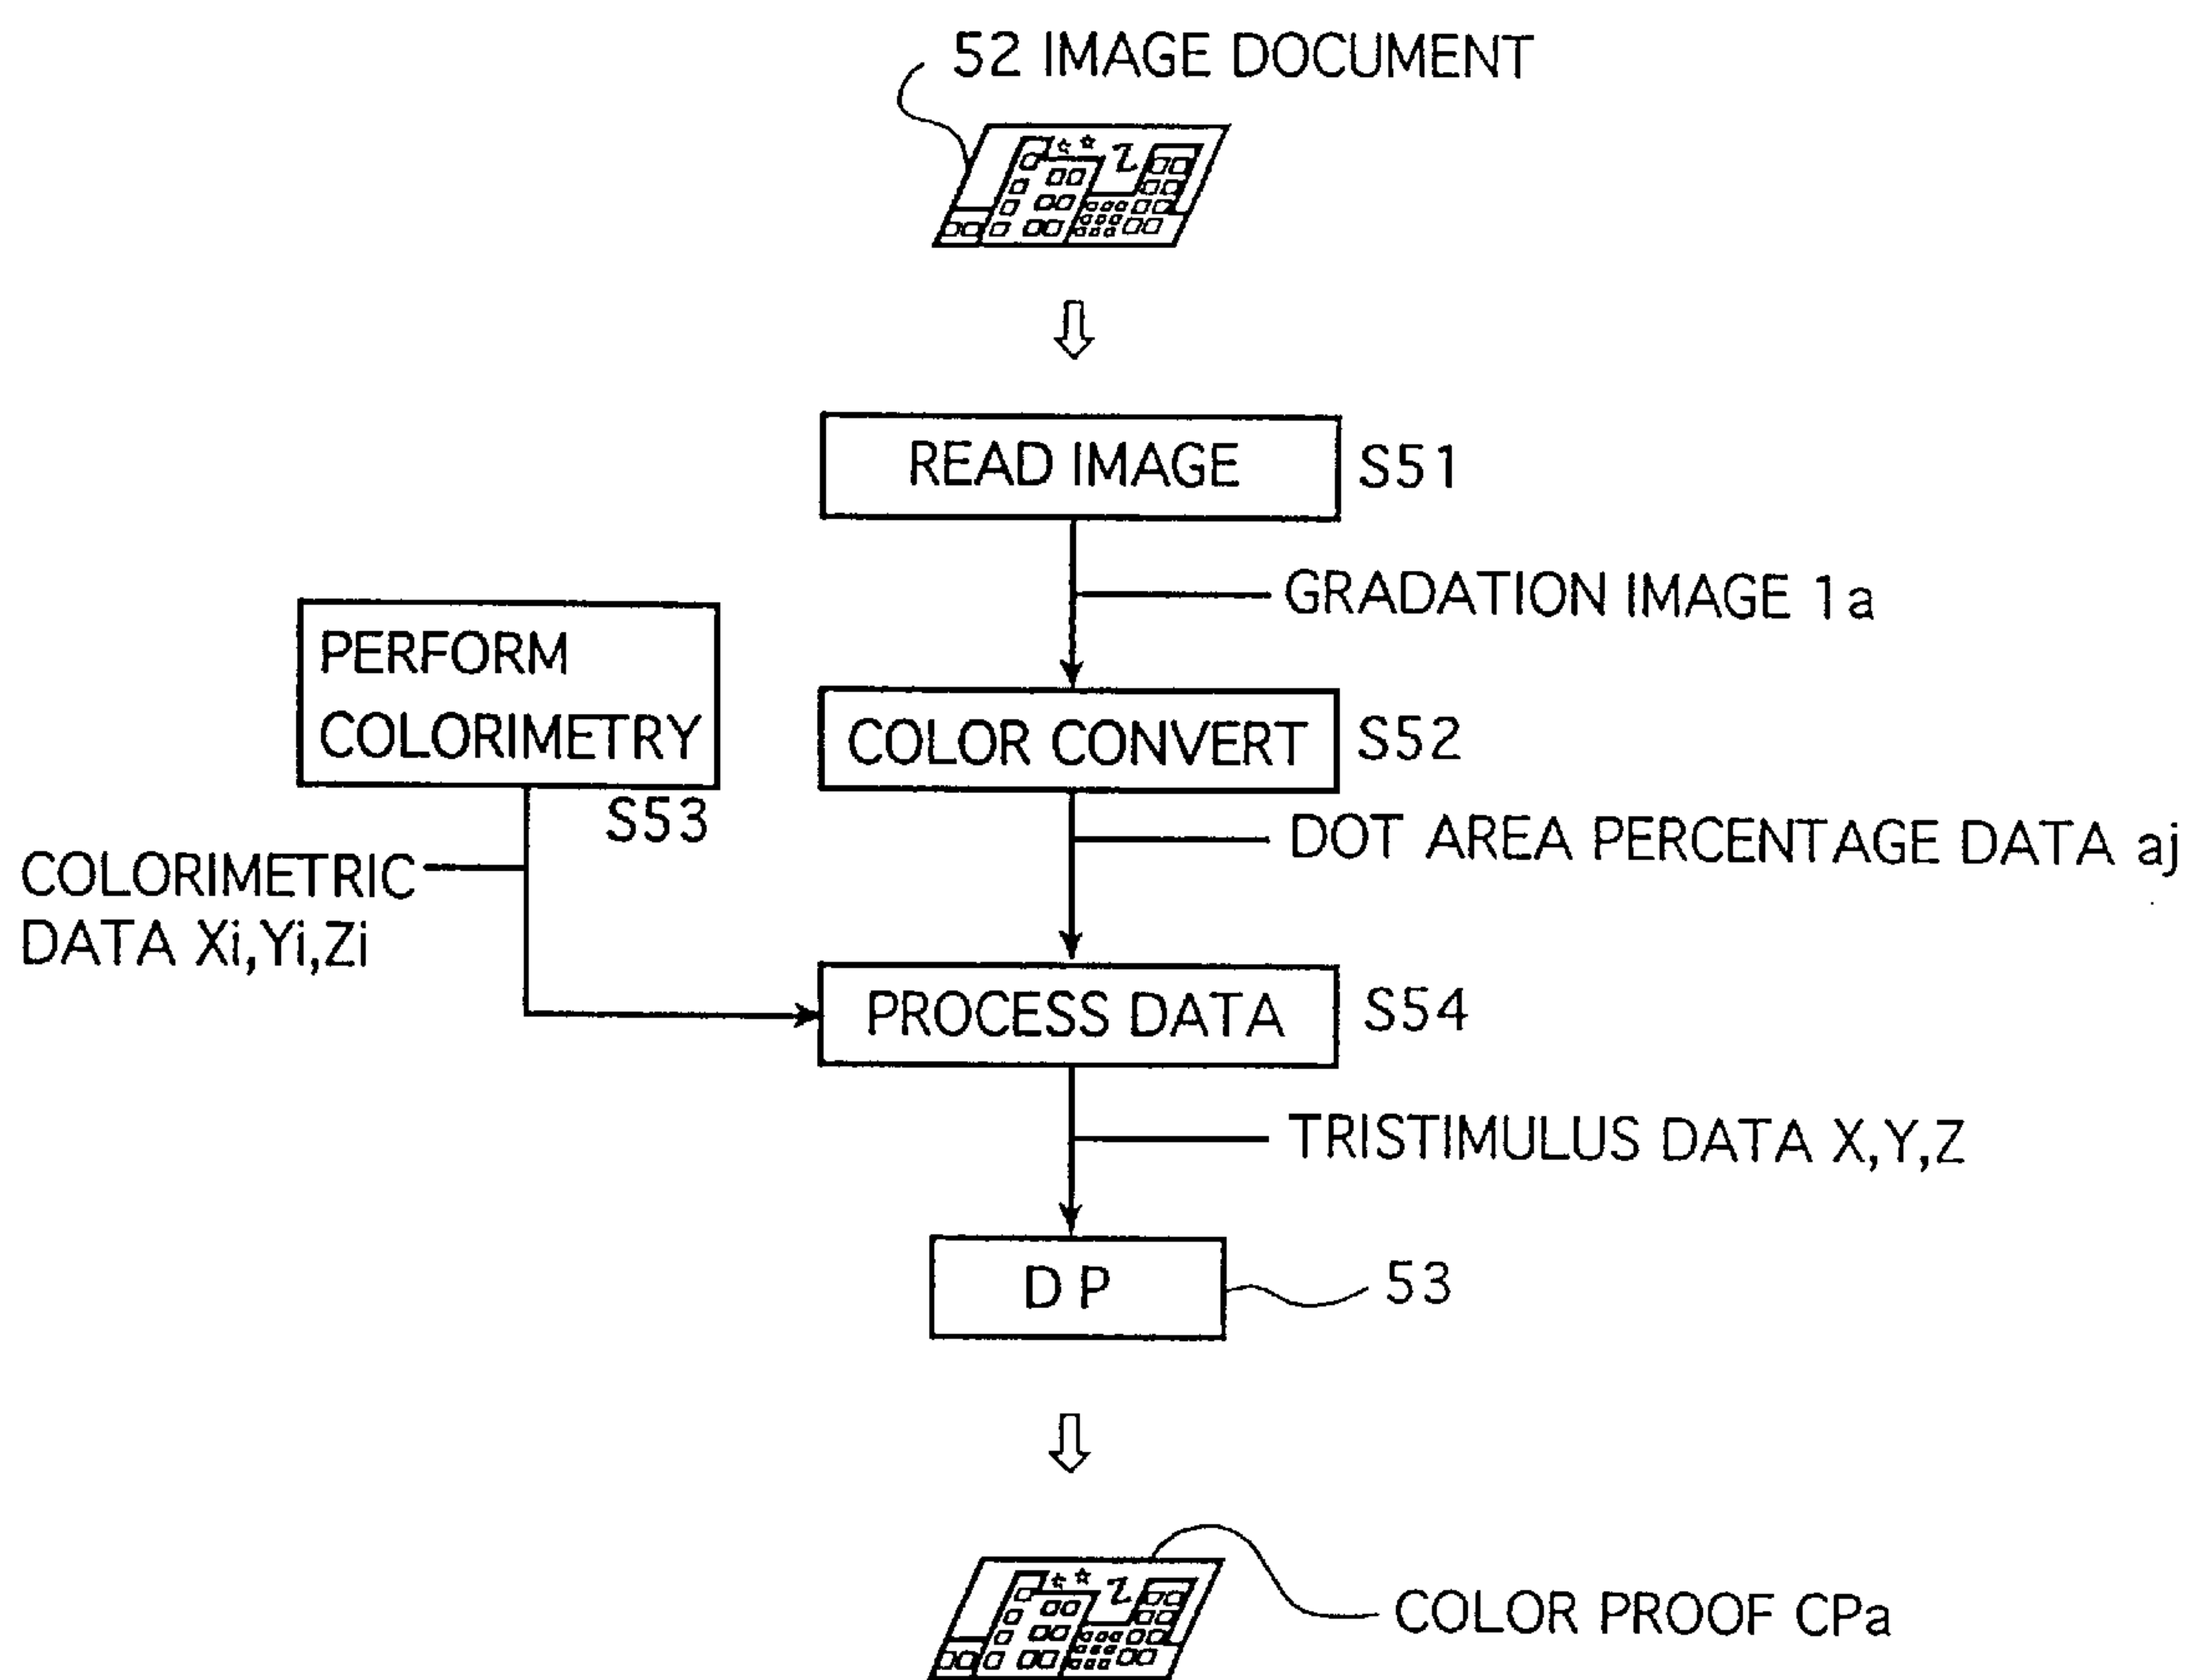 52 IMAGE DOCUMENT
READ IMAGE
S51
GRADATION IMAGE 1a
PERFORM
COLORIMETRY
S53
COLOR CONVERT
S52
DOT AREA PERCENTAGE DATA aj
COLORIMETRIC
DATA Xi,Yi,Zi
PROCESS DATA
S54
TRISTIMULUS DATA X,Y,Z
D P
53
COLOR PROOF CPa